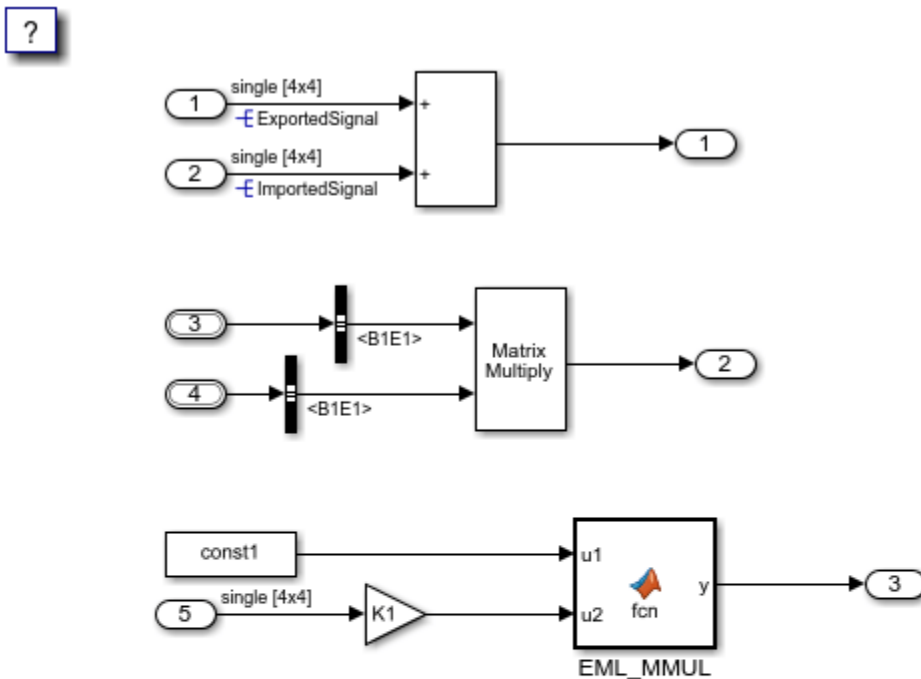 ?
single [4x4]
1
+
ExportedSignal
1
single [4x4]
2
+
ImportedSignal
3
<B1E1>
Matrix
Multiply
2
4
<B1E1>
const1
u1
3
y
single [4x4]
5
K1
u2
fcn
EML_MMUL